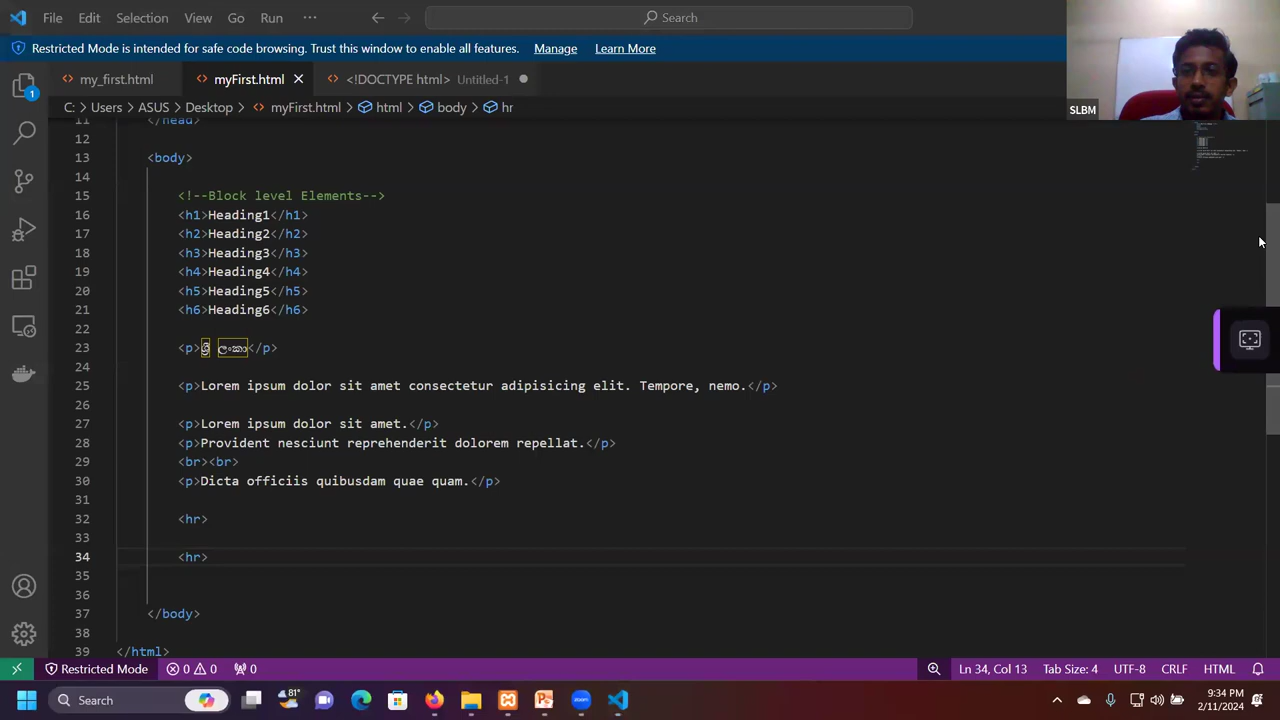 File Edit Selection View Go Run ··· Search
Restricted Mode is intended for safe code browsing. Trust this window to enable all features. Manage Learn More
my_first.html myFirst.html <!DOCTYPE html> Untitled-1
SLBM
C: > Users > ASUS > Desktop > myFirst.html > html > body > hr
11 </head>
12
13 <body>
14
15 <!--Block level Elements-->
16 <h1>Heading1</h1>
17 <h2>Heading2</h2>
18 <h3>Heading3</h3>
19 <h4>Heading4</h4>
20 <h5>Heading5</h5>
21 <h6>Heading6</h6>
22
23 <p>ශ්‍රී ලංකා</p>
24
25 <p>Lorem ipsum dolor sit amet consectetur adipisicing elit. Tempore, nemo.</p>
26
27 <p>Lorem ipsum dolor sit amet.</p>
28 <p>Provident nesciunt reprehenderit dolorem repellat.</p>
29 <br><br>
30 <p>Dicta officiis quibusdam quae quam.</p>
31
32 <hr>
33
34 <hr>
35
36
37 </body>
38
39 </html>
1
Restricted Mode 0 0 0 Ln 34, Col 13 Tab Size: 4 UTF-8 CRLF HTML
Search 81° 9:34 PM
2/11/2024